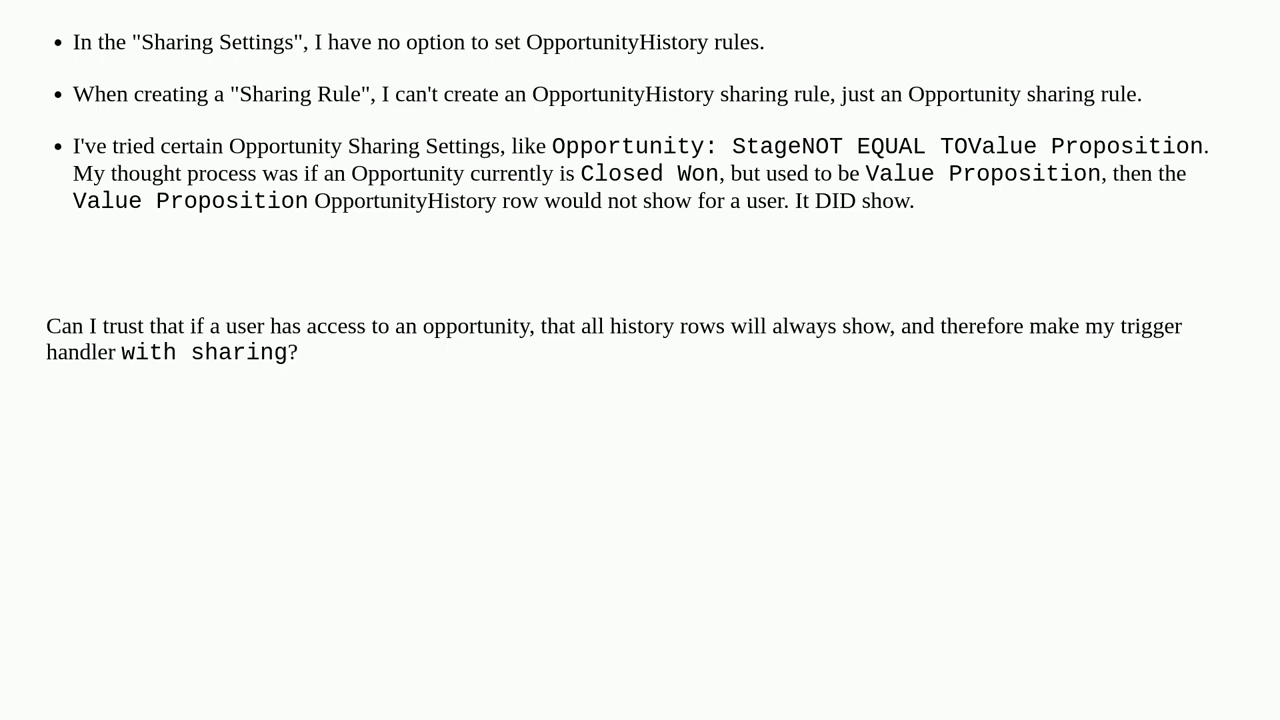 In the "Sharing Settings", I have no option to set OpportunityHistory rules.
When creating a "Sharing Rule", I can't create an OpportunityHistory sharing rule, just an Opportunity sharing rule.
I've tried certain Opportunity Sharing Settings, like Opportunity: StageNOT EQUAL TOValue Proposition.
My thought process was if an Opportunity currently is Closed Won, but used to be Value Proposition, then the
Value Proposition OpportunityHistory row would not show for a user. It DID show.
Can I trust that if a user has access to an opportunity, that all history rows will always show, and therefore make my trigger
handler with sharing?